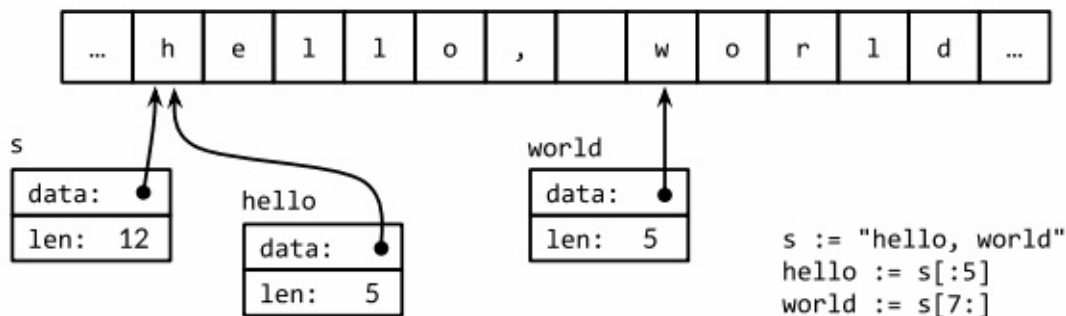 … h e l l o , w o r l d …
s
data:
len: 12
hello
data:
len: 5
world
data:
len: 5
s := "hello, world"
hello := s[:5]
world := s[7:]